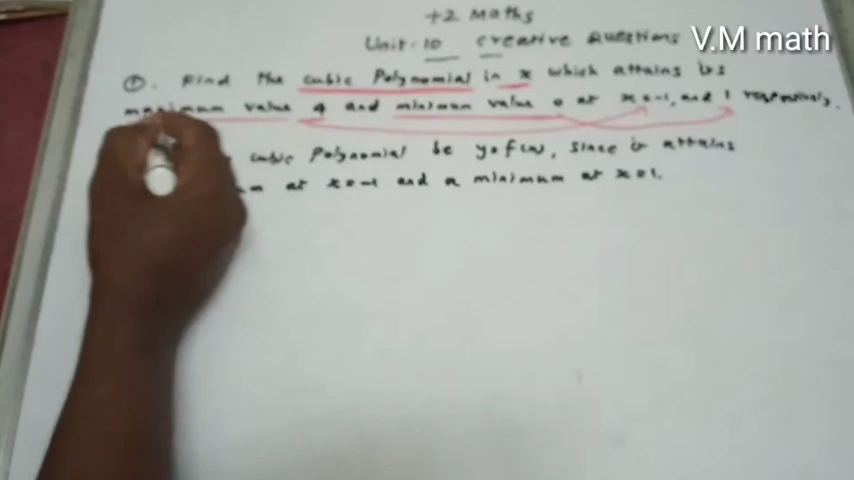 +2 Maths
Unit: 10 creative Questions
V.M math
①. Find the cubic Polynomial in x which attains its
maximum value 4 and minimum value 0 at x = -1, and 1 respectively.
cubic Polynomial be y = f(x), since it attains
at x = -1 and a minimum at x = 1.